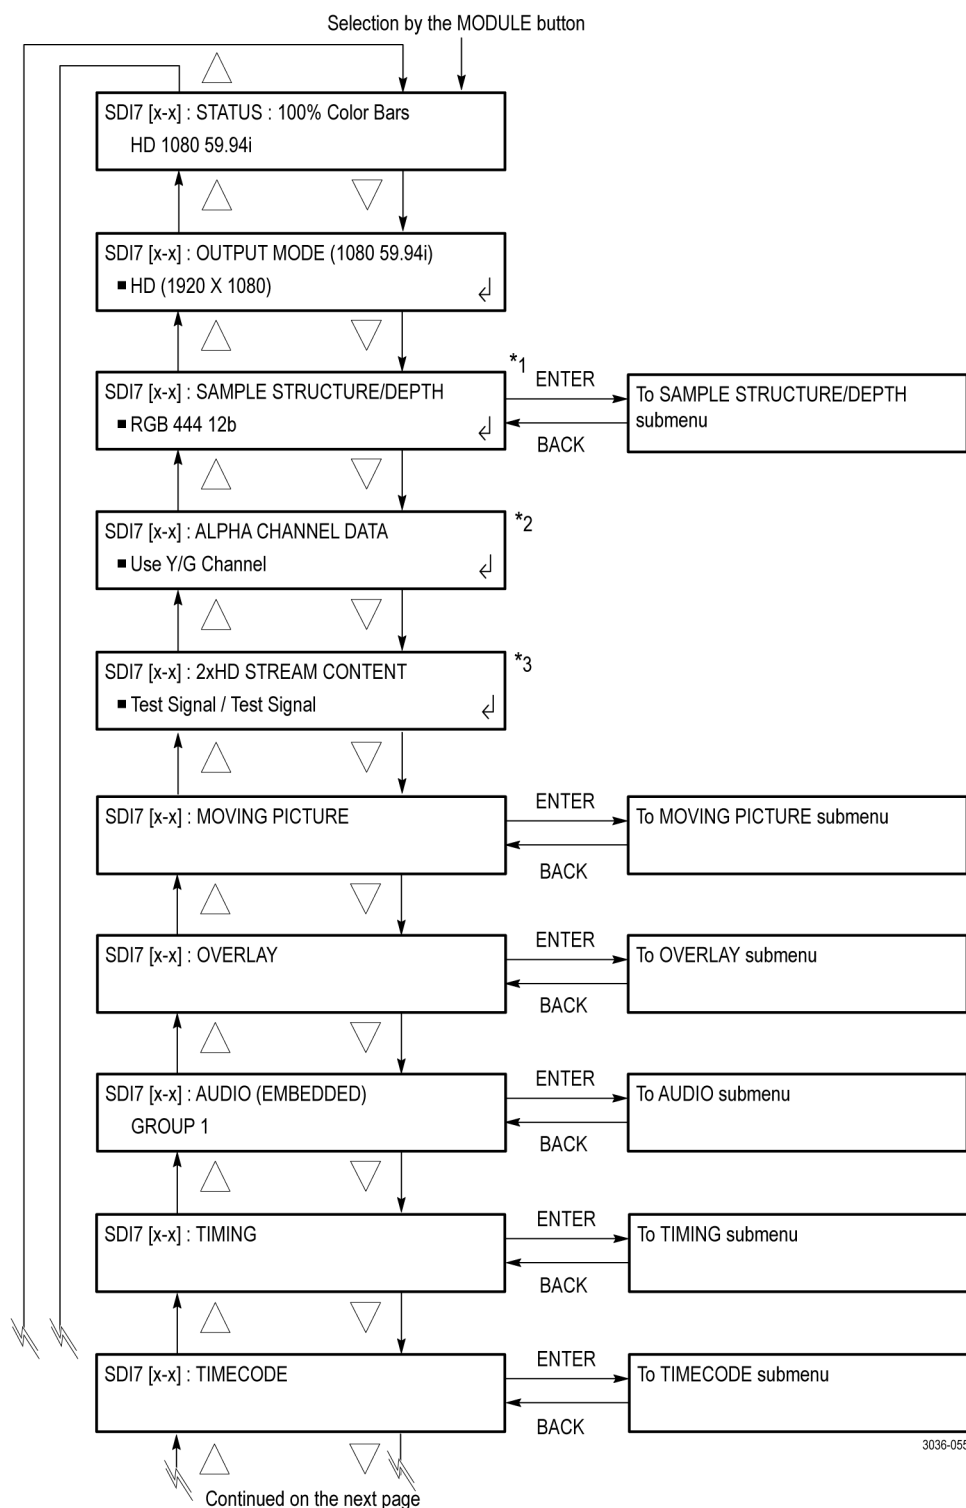 Selection by the MODULE button
SDI7 [x-x] : STATUS : 100% Color Bars
HD 1080 59.94i
SDI7 [x-x] : OUTPUT MODE (1080 59.94i)
■ HD (1920 X 1080)
SDI7 [x-x] : SAMPLE STRUCTURE/DEPTH
■ RGB 444 12b
*1
ENTER
BACK
To SAMPLE STRUCTURE/DEPTH
submenu
SDI7 [x-x] : ALPHA CHANNEL DATA
■ Use Y/G Channel
*2
SDI7 [x-x] : 2xHD STREAM CONTENT
■ Test Signal / Test Signal
*3
SDI7 [x-x] : MOVING PICTURE
ENTER
BACK
To MOVING PICTURE submenu
SDI7 [x-x] : OVERLAY
ENTER
BACK
To OVERLAY submenu
SDI7 [x-x] : AUDIO (EMBEDDED)
GROUP 1
ENTER
BACK
To AUDIO submenu
SDI7 [x-x] : TIMING
ENTER
BACK
To TIMING submenu
SDI7 [x-x] : TIMECODE
ENTER
BACK
To TIMECODE submenu
3036-055
Continued on the next page